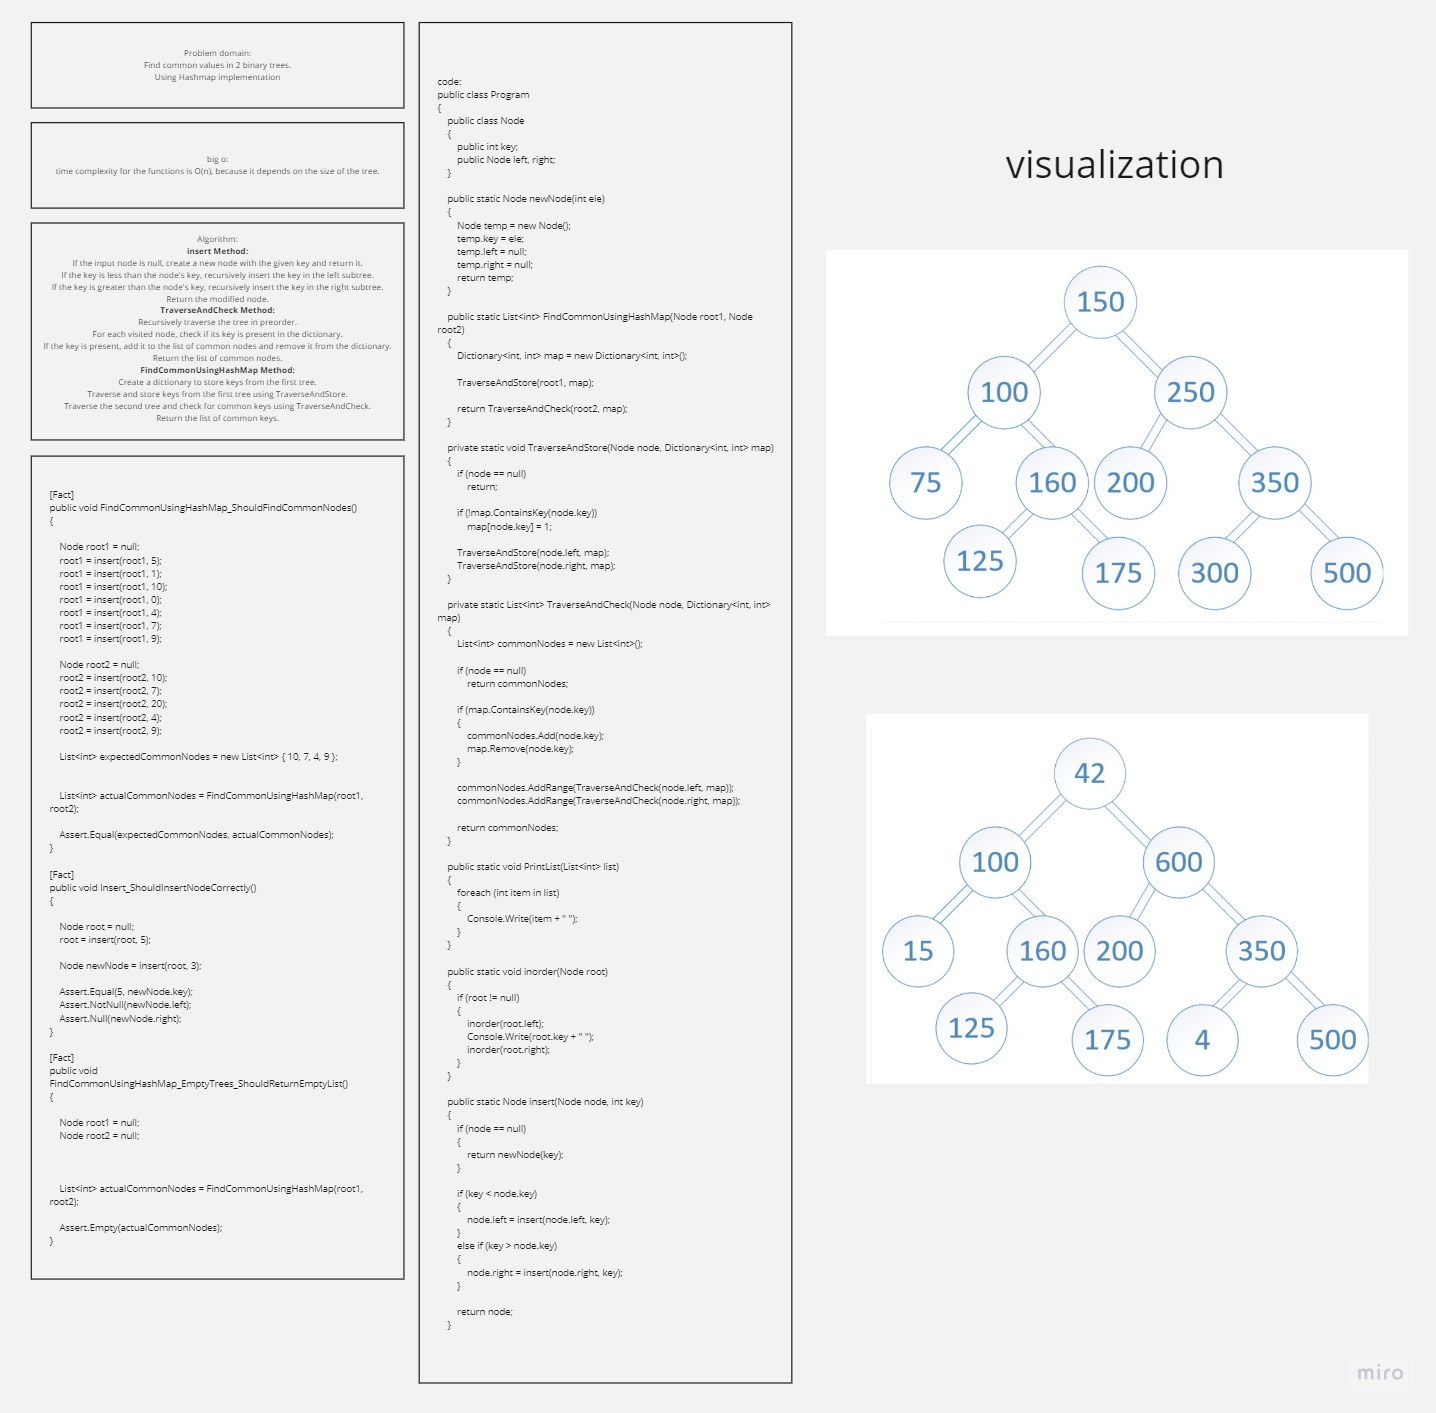 Problem domain:
Find common values in 2 binary trees.
Using Hashmap implementation
big o:
time complexity for the functions is O(n), because it depends on the size of the tree.
Algorithm:
insert Method:
If the input node is null, create a new node with the given key and return it.
If the key is less than the node's key, recursively insert the key in the left subtree.
If the key is greater than the node's key, recursively insert the key in the right subtree.
Return the modified node.
TraverseAndCheck Method:
Recursively traverse the tree in preorder.
For each visited node, check if its key is present in the dictionary.
If the key is present, add it to the list of common nodes and remove it from the dictionary.
Return the list of common nodes.
FindCommonUsingHashMap Method:
Create a dictionary to store keys from the first tree.
Traverse and store keys from the first tree using TraverseAndStore.
Traverse the second tree and check for common keys using TraverseAndCheck.
Return the list of common keys.
[Fact]
public void FindCommonUsingHashMap_ShouldFindCommonNodes()
{
Node root1 = null;
root1 = insert(root1, 5);
root1 = insert(root1, 1);
root1 = insert(root1, 10);
root1 = insert(root1, 0);
root1 = insert(root1, 4);
root1 = insert(root1, 7);
root1 = insert(root1, 9);
Node root2 = null;
root2 = insert(root2, 10);
root2 = insert(root2, 7);
root2 = insert(root2, 20);
root2 = insert(root2, 4);
root2 = insert(root2, 9);
List<int> expectedCommonNodes = new List<int> { 10, 7, 4, 9 };
List<int> actualCommonNodes = FindCommonUsingHashMap(root1,
root2);
Assert.Equal(expectedCommonNodes, actualCommonNodes);
}
[Fact]
public void Insert_ShouldInsertNodeCorrectly()
{
Node root = null;
root = insert(root, 5);
Node newNode = insert(root, 3);
Assert.Equal(5, newNode.key);
Assert.NotNull(newNode.left);
Assert.Null(newNode.right);
}
[Fact]
public void
FindCommonUsingHashMap_EmptyTrees_ShouldReturnEmptyList()
{
Node root1 = null;
Node root2 = null;
List<int> actualCommonNodes = FindCommonUsingHashMap(root1,
root2);
Assert.Empty(actualCommonNodes);
}
code:
public class Program
{
public class Node
{
public int key;
public Node left, right;
}
public static Node newNode(int ele)
{
Node temp = new Node();
temp.key = ele;
temp.left = null;
temp.right = null;
return temp;
}
public static List<int> FindCommonUsingHashMap(Node root1, Node
root2)
{
Dictionary<int, int> map = new Dictionary<int, int>();
TraverseAndStore(root1, map);
return TraverseAndCheck(root2, map);
}
private static void TraverseAndStore(Node node, Dictionary<int, int> map)
{
if (node == null)
return;
if (!map.ContainsKey(node.key))
map[node.key] = 1;
TraverseAndStore(node.left, map);
TraverseAndStore(node.right, map);
}
private static List<int> TraverseAndCheck(Node node, Dictionary<int, int>
map)
{
List<int> commonNodes = new List<int>();
if (node == null)
return commonNodes;
if (map.ContainsKey(node.key))
{
commonNodes.Add(node.key);
map.Remove(node.key);
}
commonNodes.AddRange(TraverseAndCheck(node.left, map));
commonNodes.AddRange(TraverseAndCheck(node.right, map));
return commonNodes;
}
public static void PrintList(List<int> list)
{
foreach (int item in list)
{
Console.Write(item + " ");
}
}
public static void inorder(Node root)
{
if (root != null)
{
inorder(root.left);
Console.Write(root.key + " ");
inorder(root.right);
}
}
public static Node insert(Node node, int key)
{
if (node == null)
{
return newNode(key);
}
if (key < node.key)
{
node.left = insert(node.left, key);
}
else if (key > node.key)
{
node.right = insert(node.right, key);
}
return node;
}
visualization
150
100 250
75 160 200 350
125 175 300 500
42
100 600
15 160 200 350
125 175 4 500
miro